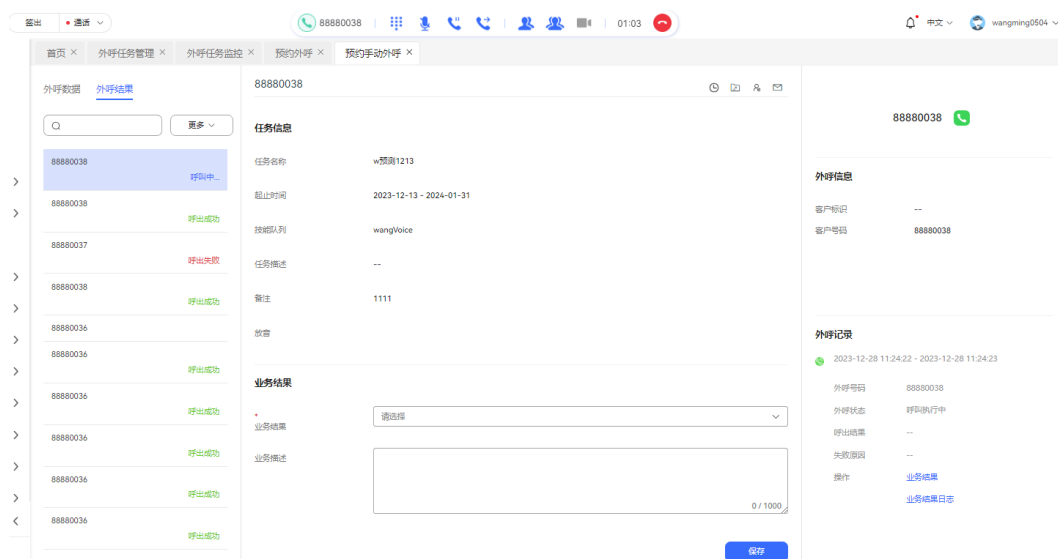 签出 通话 88880038 01:03 中文 wangming0504
首页 外呼任务管理 外呼任务监控 预约外呼 预约手动外呼
外呼数据 外呼结果
更多
88880038
呼叫中...
88880038
呼出成功
88880037
呼出失败
88880038
呼出成功
88880036
88880036
呼出成功
88880036
呼出成功
88880036
呼出成功
88880036
呼出成功
88880036
呼出成功
88880038
任务信息
任务名称 w预测1213
起止时间 2023-12-13 - 2024-01-31
技能队列 wangVoice
任务描述 --
备注 1111
放音
业务结果
* 业务结果 请选择
业务描述
0 / 1000
保存
88880038
外呼信息
客户标识 --
客户号码 88880038
外呼记录
2023-12-28 11:24:22 - 2023-12-28 11:24:23
外呼号码 88880038
外呼状态 呼叫执行中
呼出结果 --
失败原因 --
操作 业务结果
业务结果日志